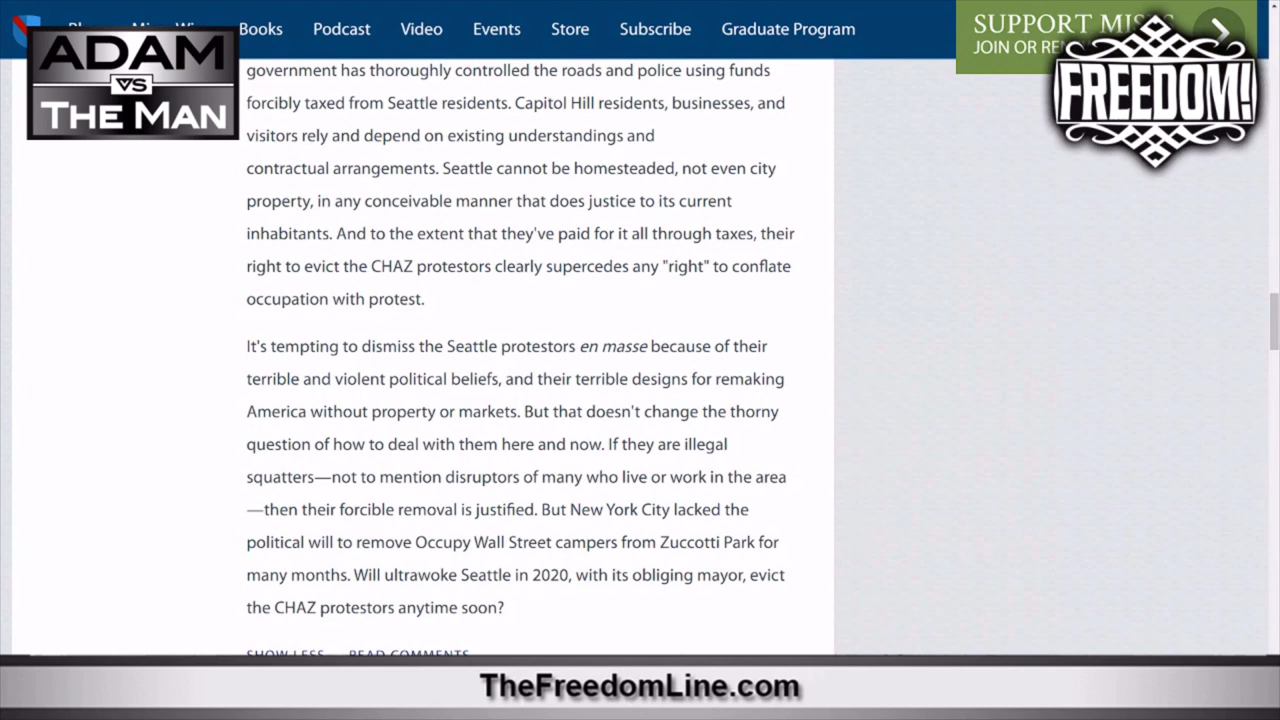 Books Podcast Video Events Store Subscribe Graduate Program
SUPPORT
JOIN OR
ADAM
VS
THE MAN
FREEDOM!
government has thoroughly controlled the roads and police using funds
forcibly taxed from Seattle residents. Capitol Hill residents, businesses, and
visitors rely and depend on existing understandings and
contractual arrangements. Seattle cannot be homesteaded, not even city
property, in any conceivable manner that does justice to its current
inhabitants. And to the extent that they've paid for it all through taxes, their
right to evict the CHAZ protestors clearly supercedes any "right" to conflate
occupation with protest.
It's tempting to dismiss the Seattle protestors en masse because of their
terrible and violent political beliefs, and their terrible designs for remaking
America without property or markets. But that doesn't change the thorny
question of how to deal with them here and now. If they are illegal
squatters—not to mention disruptors of many who live or work in the area
—then their forcible removal is justified. But New York City lacked the
political will to remove Occupy Wall Street campers from Zuccotti Park for
many months. Will ultrawoke Seattle in 2020, with its obliging mayor, evict
the CHAZ protestors anytime soon?
SHOW LESS READ COMMENTS
TheFreedomLine.com